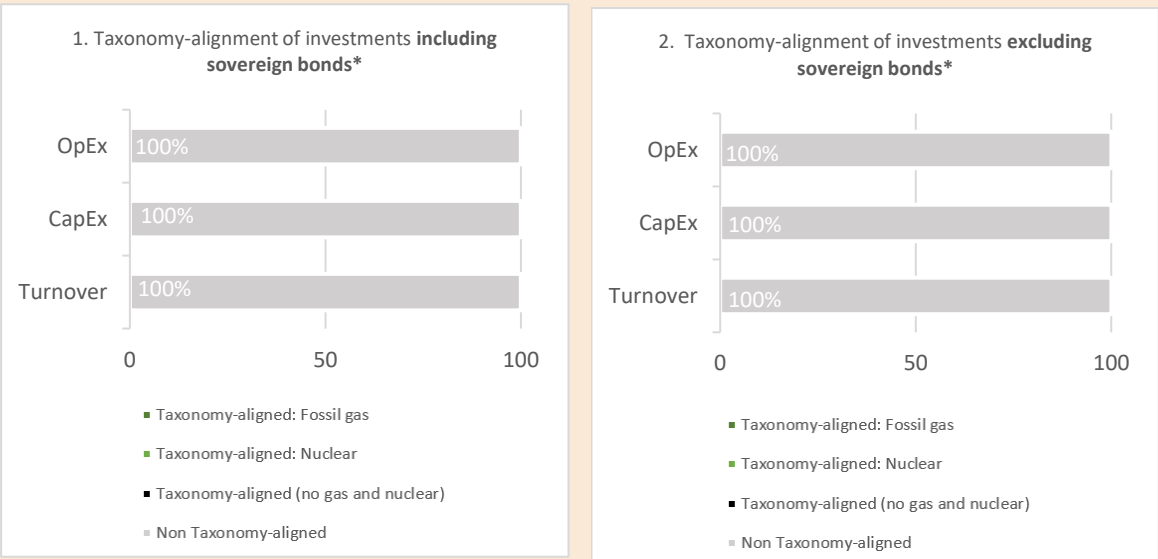 1. Taxonomy-alignment of investments including
sovereign bonds*
OpEx
100%
CapEx
100%
Turnover
100%
0
50
100
Taxonomy-aligned: Fossil gas
Taxonomy-aligned: Nuclear
Taxonomy-aligned (no gas and nuclear)
Non Taxonomy-aligned
2. Taxonomy-alignment of investments excluding
sovereign bonds*
OpEx
100%
CapEx
100%
Turnover
100%
0
50
100
Taxonomy-aligned: Fossil gas
Taxonomy-aligned: Nuclear
Taxonomy-aligned (no gas and nuclear)
Non Taxonomy-aligned